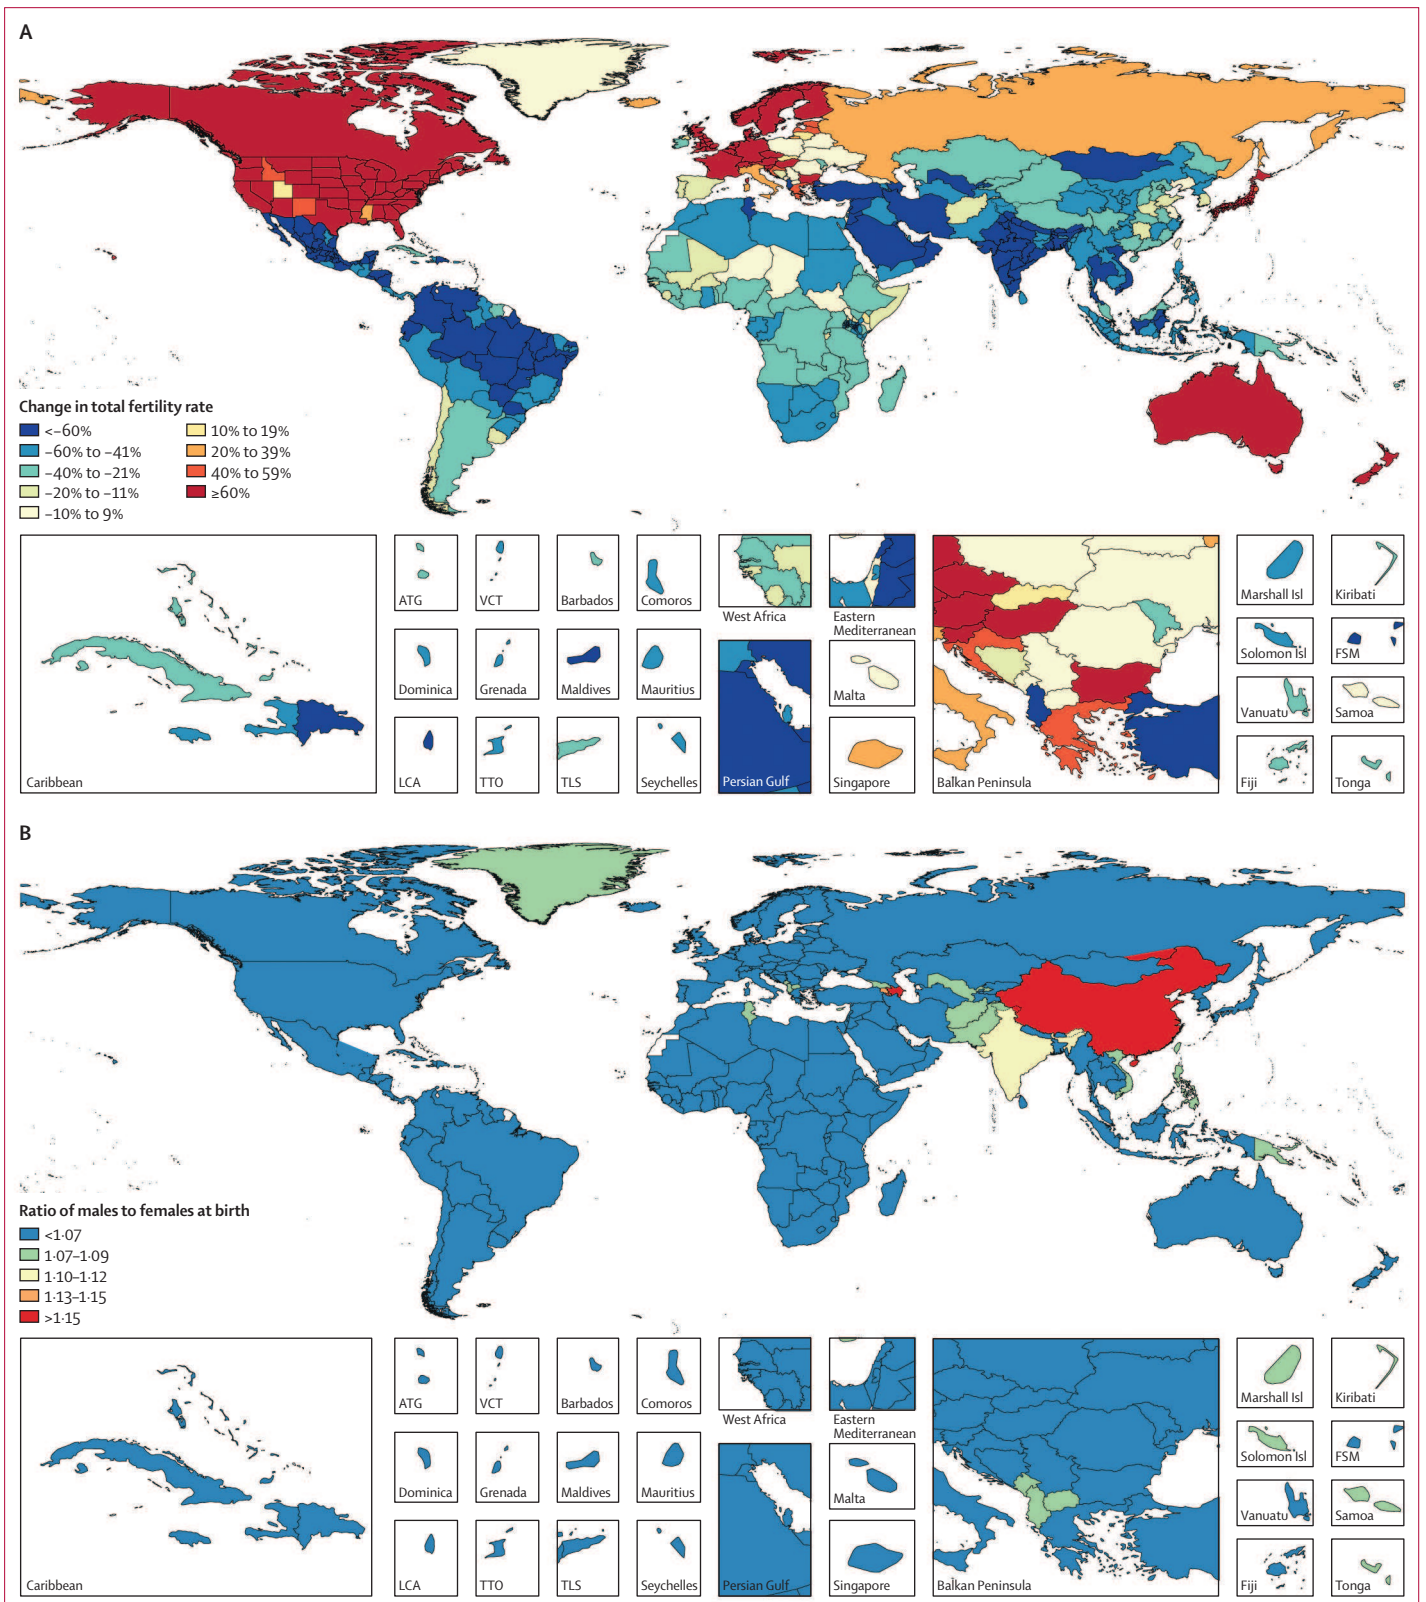 A
Change in total fertility rate
<–60%
–60% to –41%
–40% to –21%
–20% to –11%
–10% to 9%
10% to 19%
20% to 39%
40% to 59%
≥60%
Caribbean
ATG
VCT
Barbados
Comoros
Dominica
Grenada
Maldives
Mauritius
LCA
TTO
TLS
Seychelles
West Africa
Eastern
Mediterranean
Persian Gulf
Malta
Singapore
Balkan Peninsula
Marshall Isl
Kiribati
Solomon Isl
FSM
Vanuatu
Samoa
Fiji
Tonga
B
Ratio of males to females at birth
<1·07
1·07–1·09
1·10–1·12
1·13–1·15
>1·15
Caribbean
ATG
VCT
Barbados
Comoros
Dominica
Grenada
Maldives
Mauritius
LCA
TTO
TLS
Seychelles
West Africa
Eastern
Mediterranean
Persian Gulf
Malta
Singapore
Balkan Peninsula
Marshall Isl
Kiribati
Solomon Isl
FSM
Vanuatu
Samoa
Fiji
Tonga